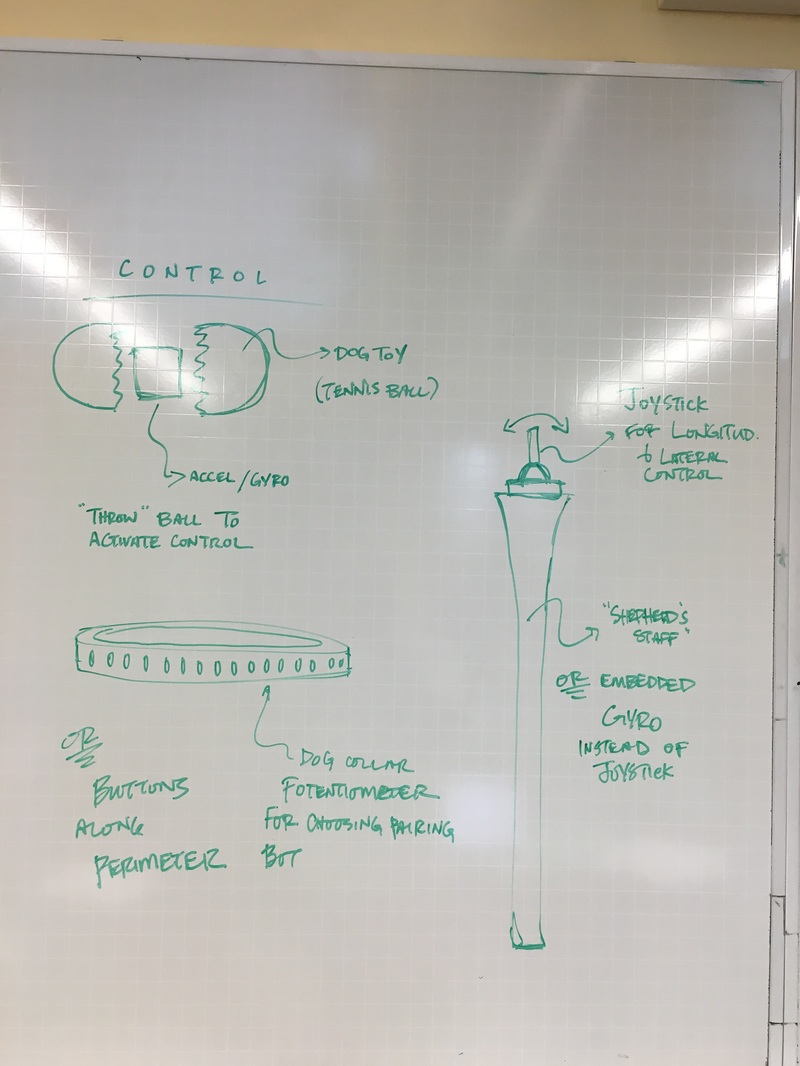 CONTROL
DOG TOY
(TENNIS BALL)
ACCEL/GYRO
"THROW" BALL TO
ACTIVATE CONTROL
JOYSTICK
FOR LONGITUD.
& LATERAL
CONTROL
"SHEPHERD'S
STAFF"
OR EMBEDDED
GYRO
INSTEAD OF
JOYSTICK
OR
BUTTONS
ALONG
PERIMETER
DOG COLLAR
POTENTIOMETER
FOR CHOOSING PAIRING
BOT